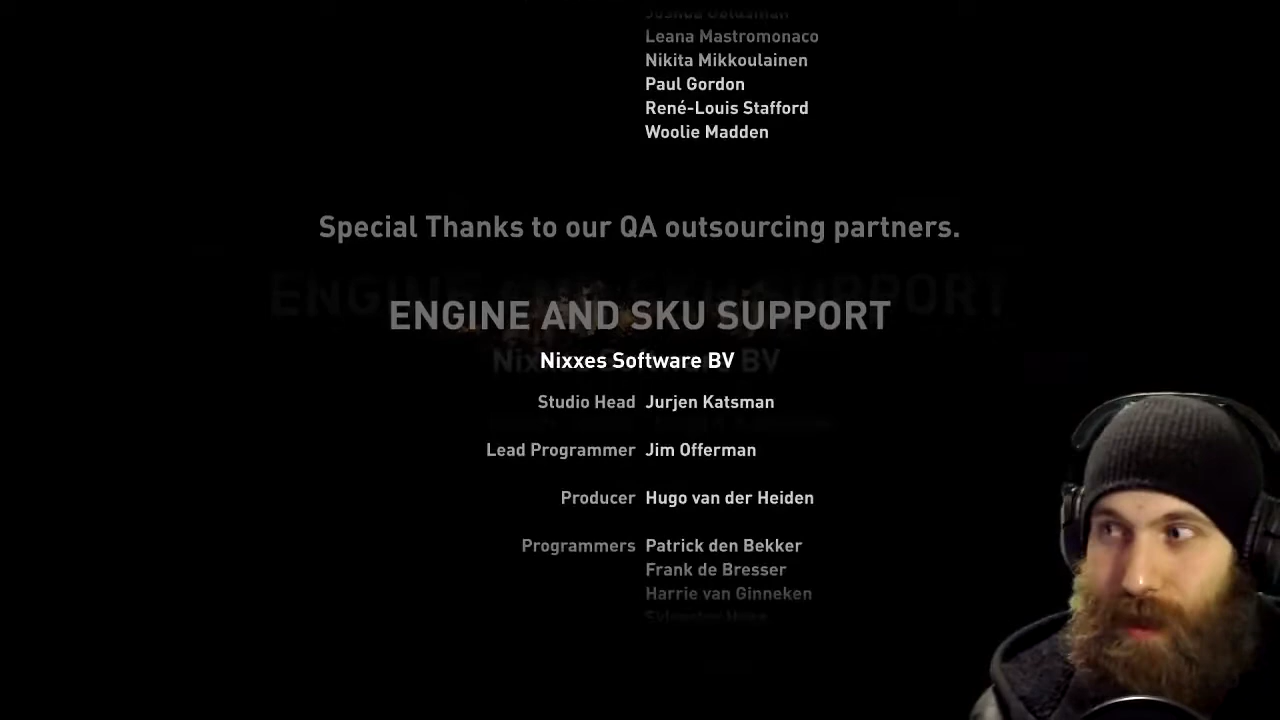 Leana Mastromonaco
Nikita Mikkoulainen
Paul Gordon
René-Louis Stafford
Woolie Madden
Special Thanks to our QA outsourcing partners.
ENGINE AND SKU SUPPORT
Nixxes Software BV
Studio Head Jurjen Katsman
Lead Programmer Jim Offerman
Producer Hugo van der Heiden
Programmers Patrick den Bekker
Frank de Bresser
Harrie van Ginneken